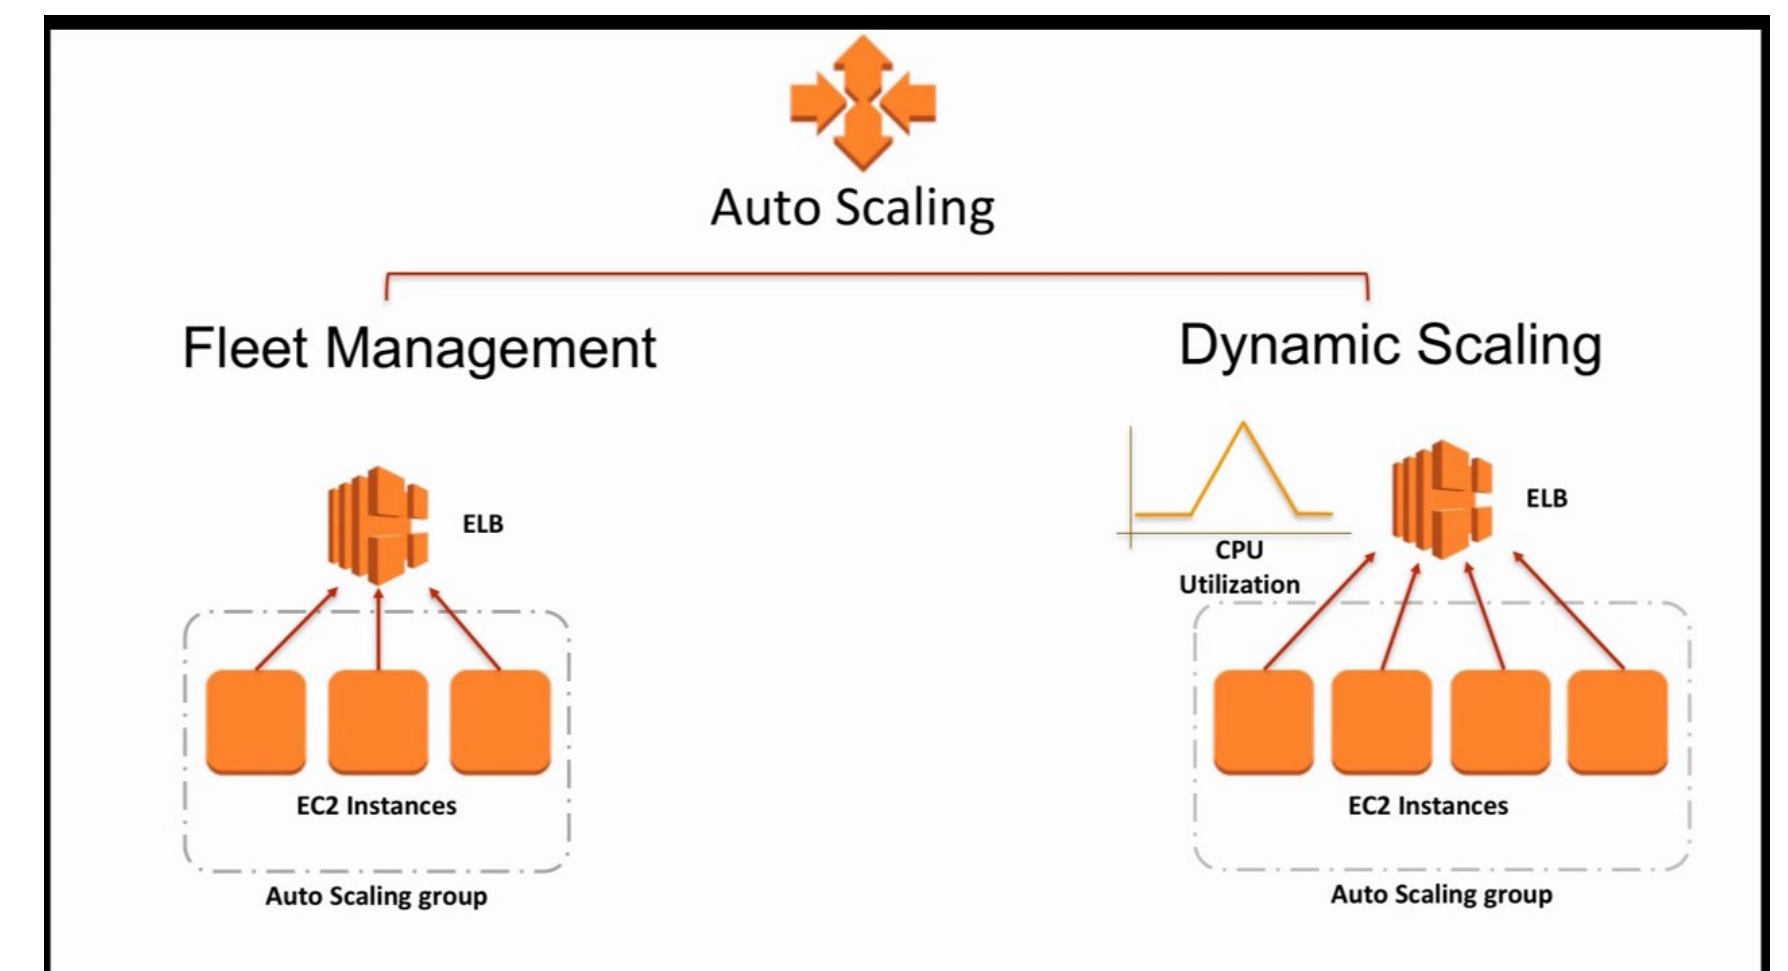 Auto Scaling
Fleet Management
Dynamic Scaling
ELB
EC2 Instances
Auto Scaling group
CPU
Utilization
ELB
EC2 Instances
Auto Scaling group